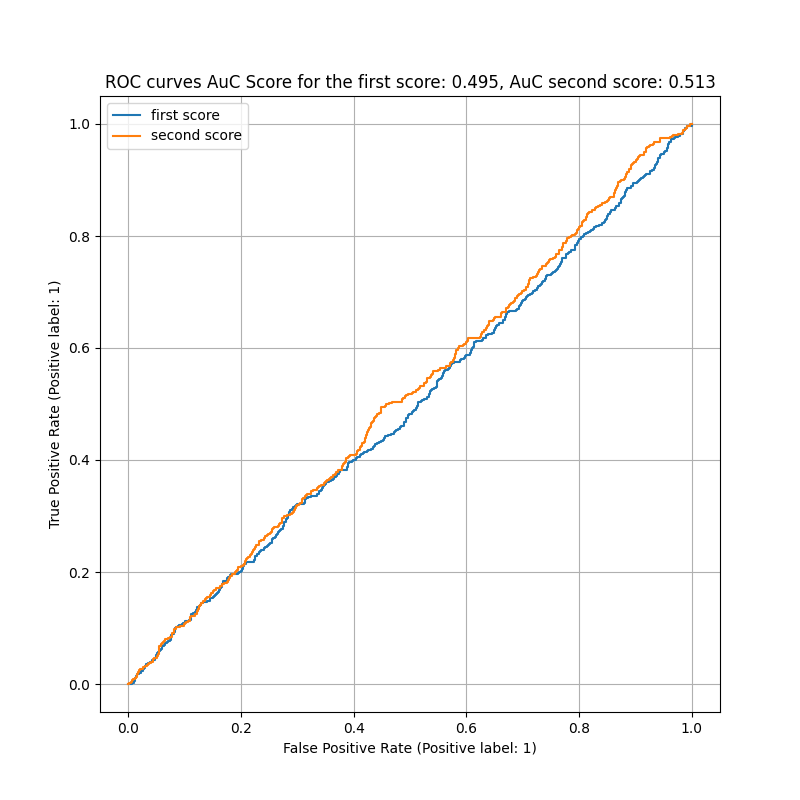 ROC curves AuC Score for the first score: 0.495, AuC second score: 0.513
first score
second score
1.0
0.8
0.6
0.4
0.2
0.0
True Positive Rate (Positive label: 1)
0.0 0.2 0.4 0.6 0.8 1.0
False Positive Rate (Positive label: 1)